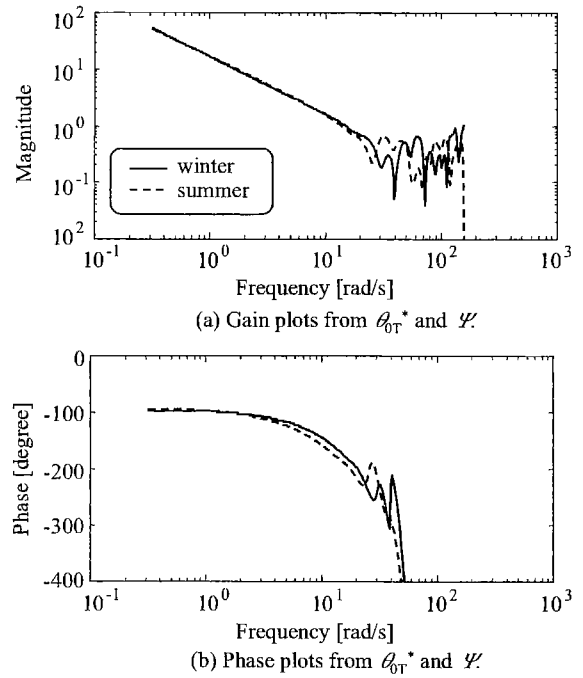 10²
10¹
10⁰
10⁻¹
10²
Magnitude
winter
summer
10⁻¹ 10⁰ 10¹ 10² 10³
Frequency [rad/s]
(a) Gain plots from θ₀T* and Ψ.
0
-100
-200
-300
-400
Phase [degree]
10⁻¹ 10⁰ 10¹ 10² 10³
Frequency [rad/s]
(b) Phase plots from θ₀T* and Ψ.